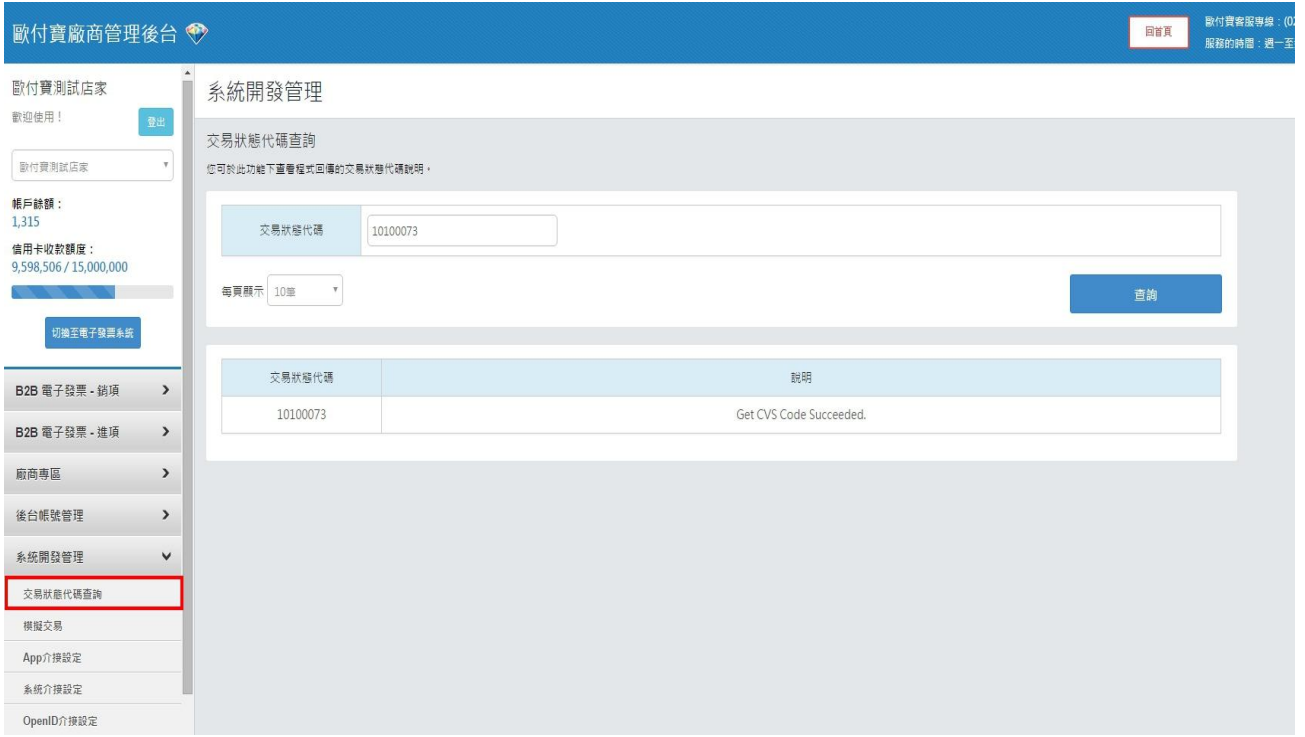 歐付寶廠商管理後台
回首頁
歐付寶客服專線：(02
服務的時間：週一至
歐付寶測試店家
歡迎使用！
登出
歐付寶測試店家
帳戶餘額：
1,315
信用卡收款額度：
9,598,506 / 15,000,000
切換至電子發票系統
B2B 電子發票 - 銷項
B2B 電子發票 - 進項
廠商專區
後台帳號管理
系統開發管理
交易狀態代碼查詢
模擬交易
App介接設定
系統介接設定
OpenID介接設定
系統開發管理
交易狀態代碼查詢
您可於此功能下查看程式回傳的交易狀態代碼說明。
交易狀態代碼 10100073
每頁顯示 10筆
查詢
交易狀態代碼 說明
10100073 Get CVS Code Succeeded.